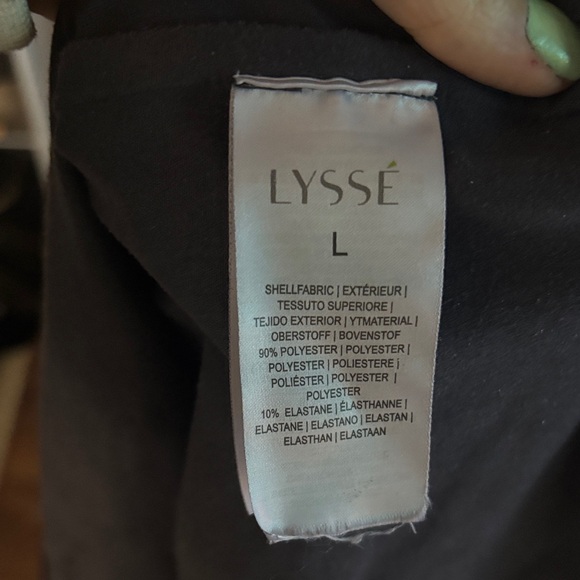 LYSSÉ
L
SHELLFABRIC | EXTÉRIEUR |
TESSUTO SUPERIORE |
TEJIDO EXTERIOR | YTMATERIAL |
OBERSTOFF | BOVENSTOF
90% POLYESTER | POLYESTER |
POLYESTER | POLIESTERE |
POLIÉSTER | POLYESTER |
POLYESTER
10% ELASTANE | ÉLASTHANNE |
ELASTANE | ELASTANO | ELASTAN |
ELASTHAN | ELASTAAN